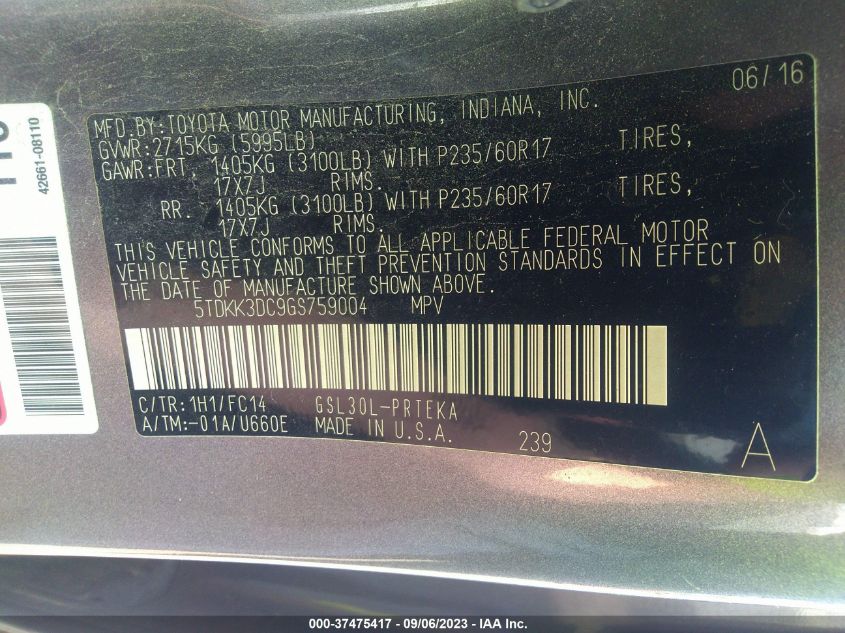 06/16
MFD.BY:TOYOTA MOTOR MANUFACTURING, INDIANA, INC.
GVWR:2715KG (5995LB)
GAWR:FRT. 1405KG (3100LB) WITH P235/60R17 TIRES,
17X7J RIMS.
RR. 1405KG (3100LB) WITH P235/60R17 TIRES,
17X7J RIMS.
THIS VEHICLE CONFORMS TO ALL APPLICABLE FEDERAL MOTOR
VEHICLE SAFETY AND THEFT PREVENTION STANDARDS IN EFFECT ON
THE DATE OF MANUFACTURE SHOWN ABOVE.
5TDKK3DC9GS759004 MPV
C/TR:1H1/FC14 GSL30L-PRTEKA
A/TM:-01A/U660E MADE IN U.S.A. 239 A
42661-08110
000-37475417 - 09/06/2023 - IAA Inc.